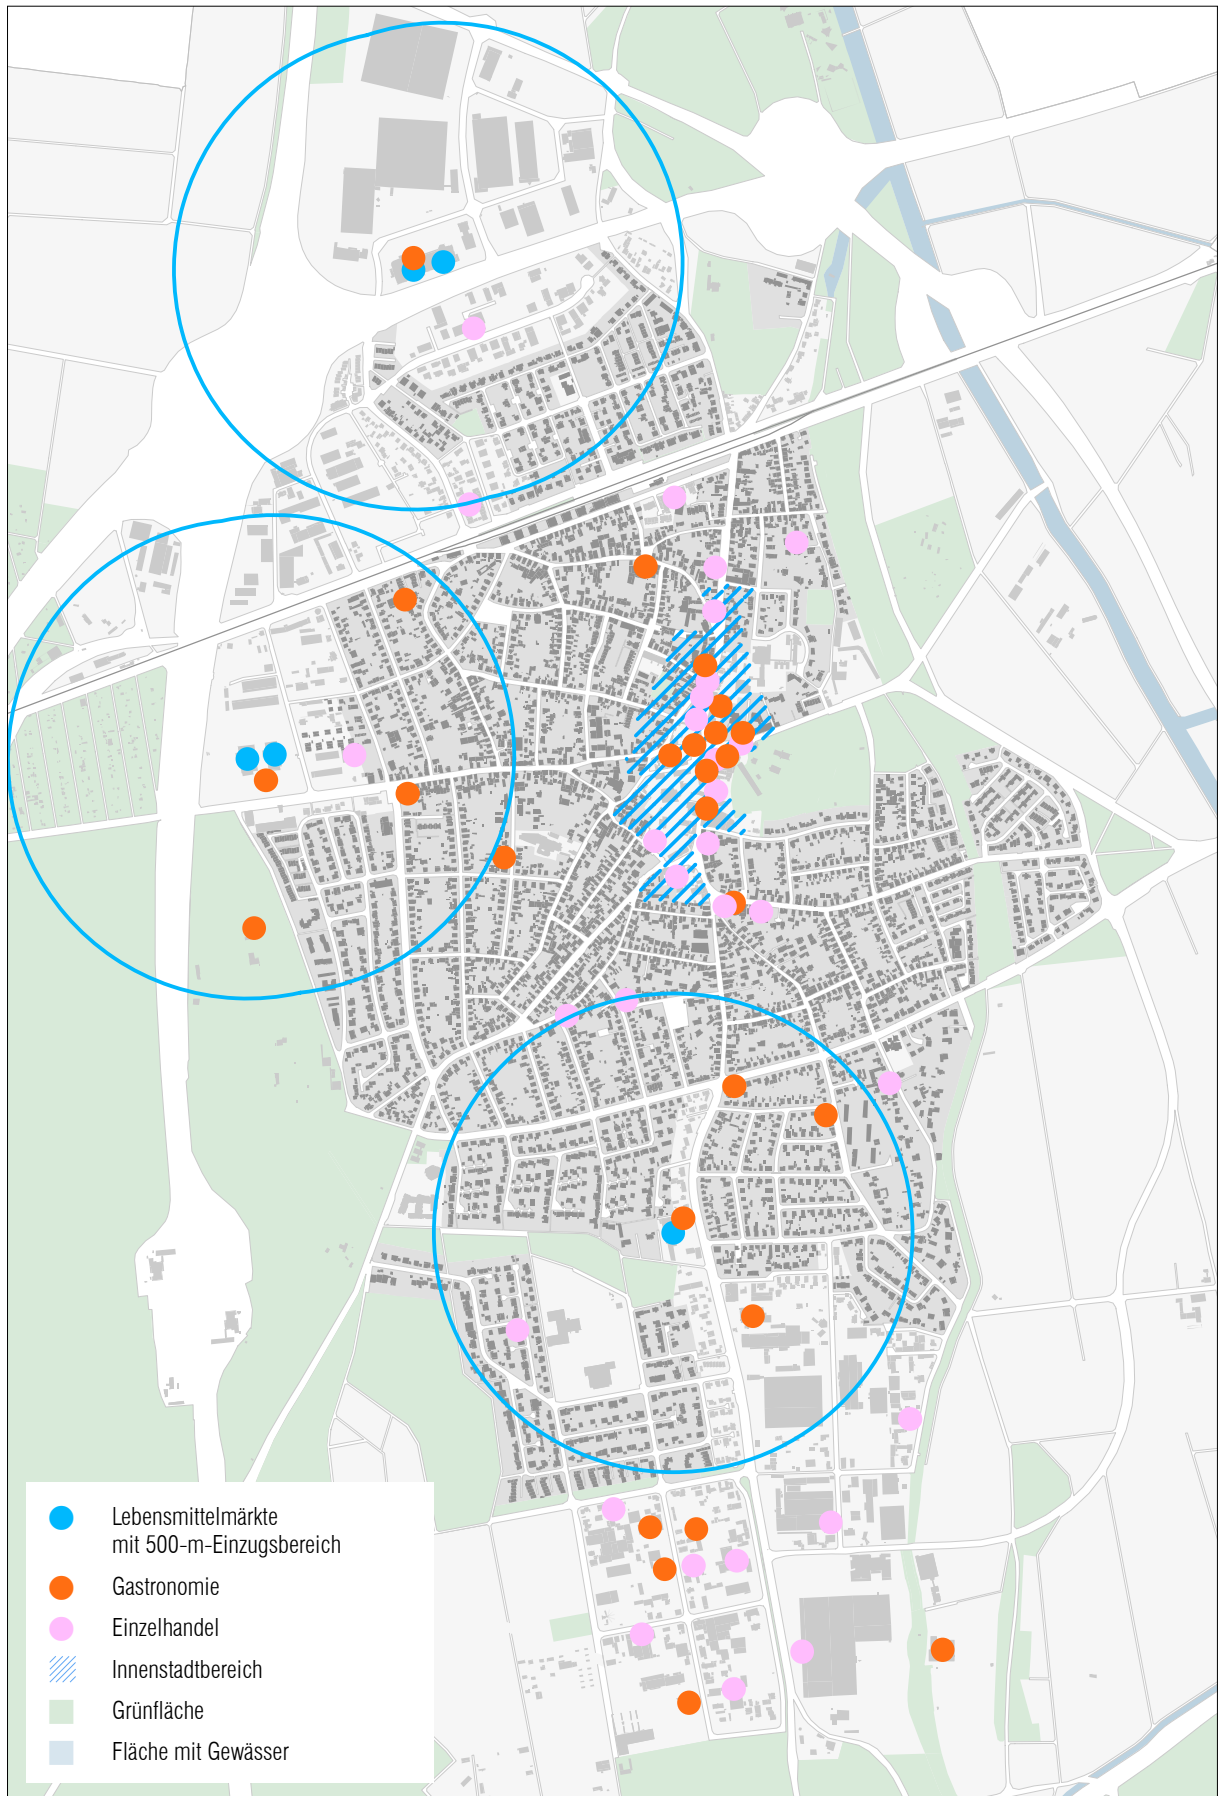 Lebensmittelmärkte
mit 500-m-Einzugsbereich
Gastronomie
Einzelhandel
Innenstadtbereich
Grünfläche
Fläche mit Gewässer